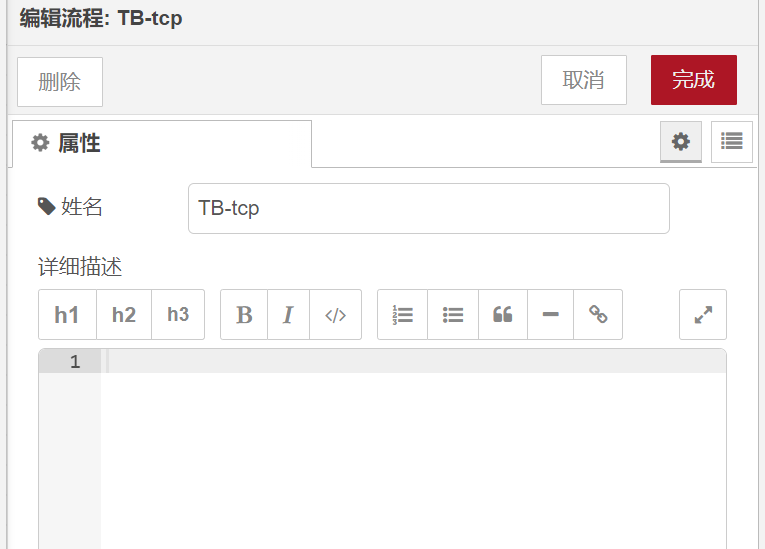 编辑流程: TB-tcp
删除 取消 完成
属性
姓名 TB-tcp
详细描述
h1 h2 h3 B I </>
1